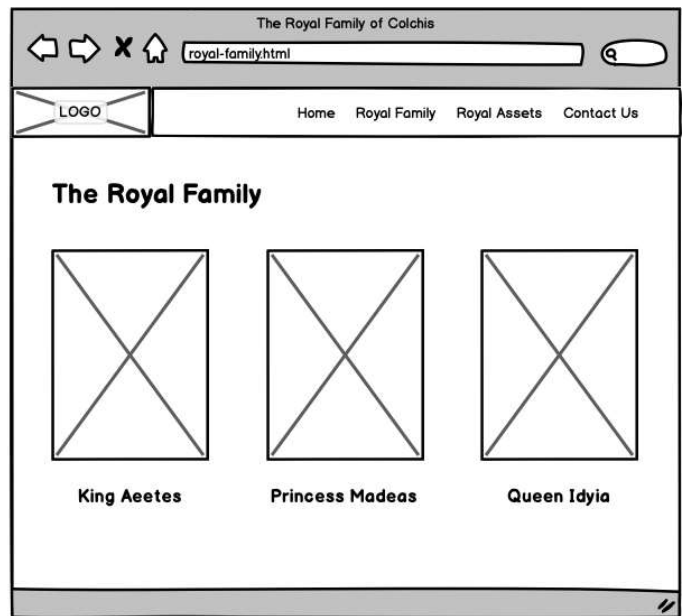 The Royal Family of Colchis
royal-family.html
LOGO
Home Royal Family Royal Assets Contact Us
The Royal Family
King Aeetes
Princess Madeas
Queen Idyia